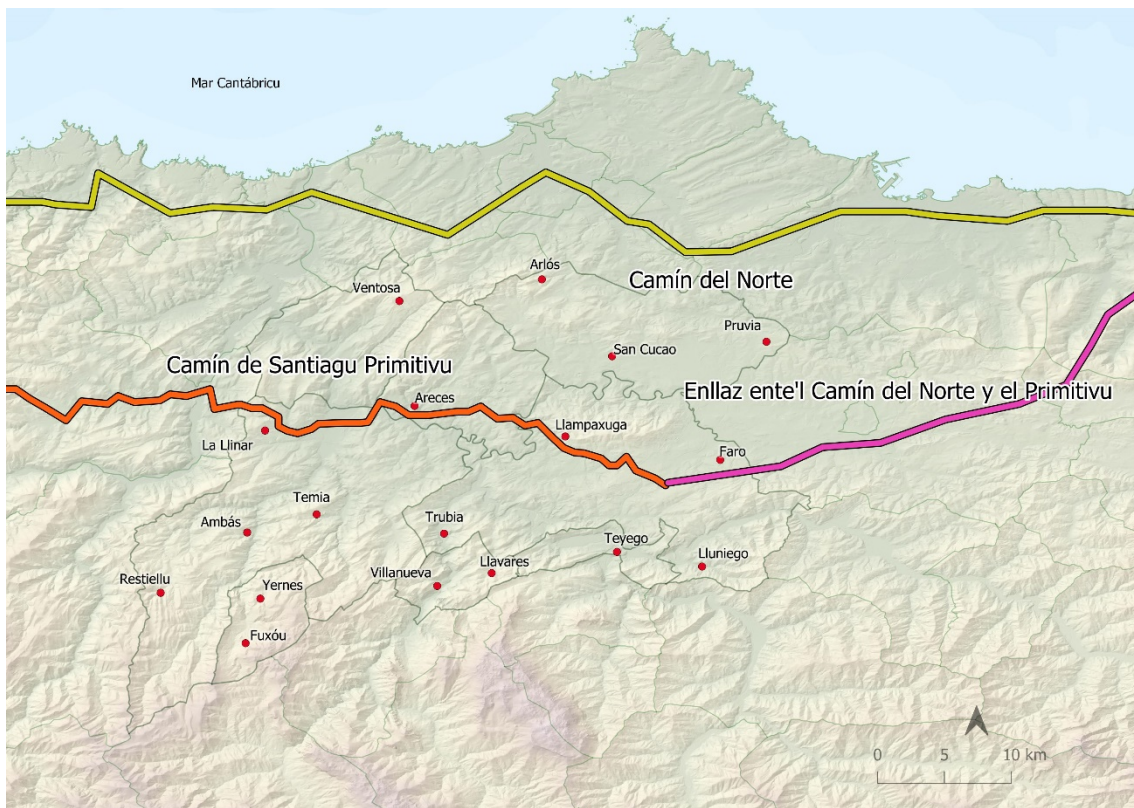 Mar Cantábricu
Arlós
Camín del Norte
Ventosa
Pruvia
San Cucao
Camín de Santiagu Primitivu
Enllaz ente'l Camín del Norte y el Primitivu
Areces
La Llinar
Llampaxuga
Faro
Temia
Ambás
Trubia
Teyego
Lluniego
Llavares
Villanueva
Restiellu
Yernes
Fuxóu
0 5 10 km